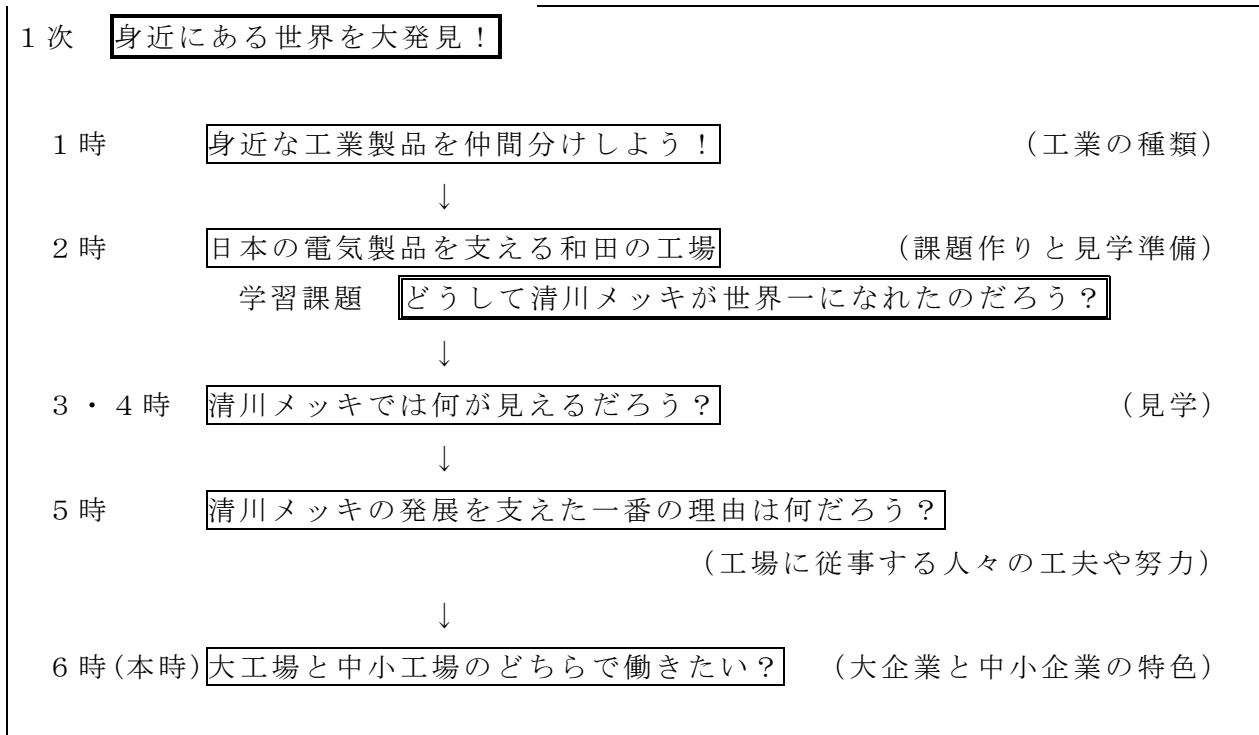 1次 身近にある世界を大発見！
1時 身近な工業製品を仲間分けしよう！ (工業の種類)
↓
2時 日本の電気製品を支える和田の工場 (課題作りと見学準備)
学習課題 どうして清川メッキが世界一になれたのだろう？
↓
3・4時 清川メッキでは何が見えるだろう？ (見学)
↓
5時 清川メッキの発展を支えた一番の理由は何だろう？
(工場に従事する人々の工夫や努力)
↓
6時(本時) 大工場と中小工場のどちらで働きたい？ (大企業と中小企業の特色)